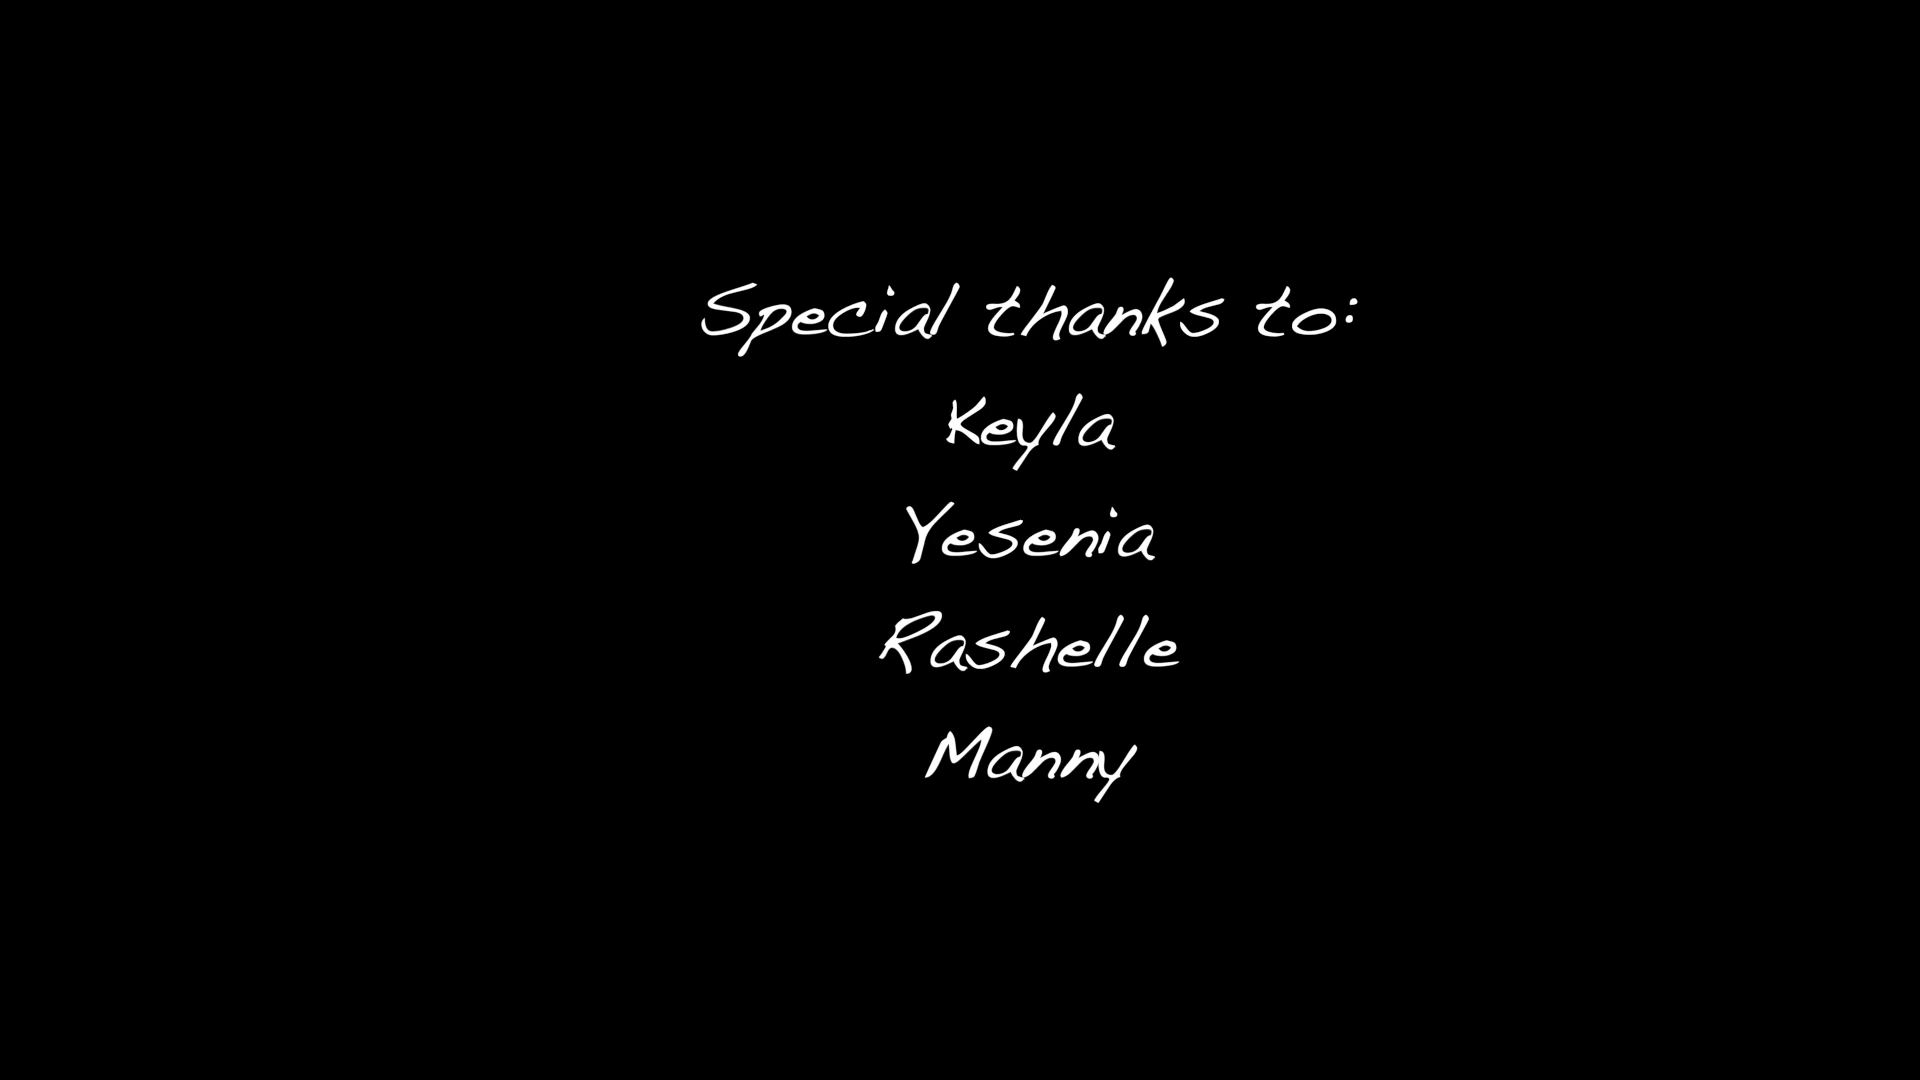 Special thanks to:
Keyla
Yesenia
Rashelle
Manny